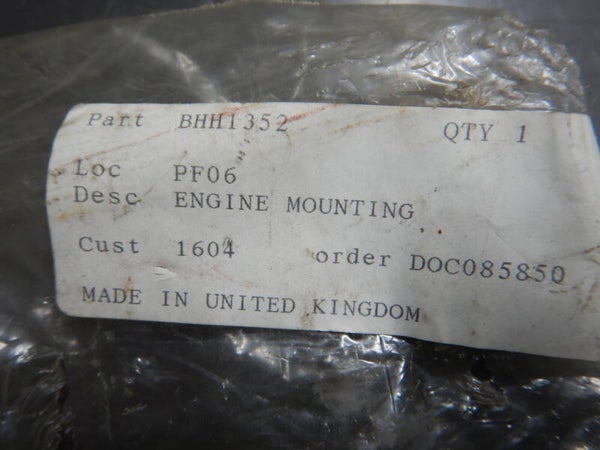 Part BHH1352 QTY 1
Loc PF06
Desc ENGINE MOUNTING
Cust 1604 order DOC085850
MADE IN UNITED KINGDOM